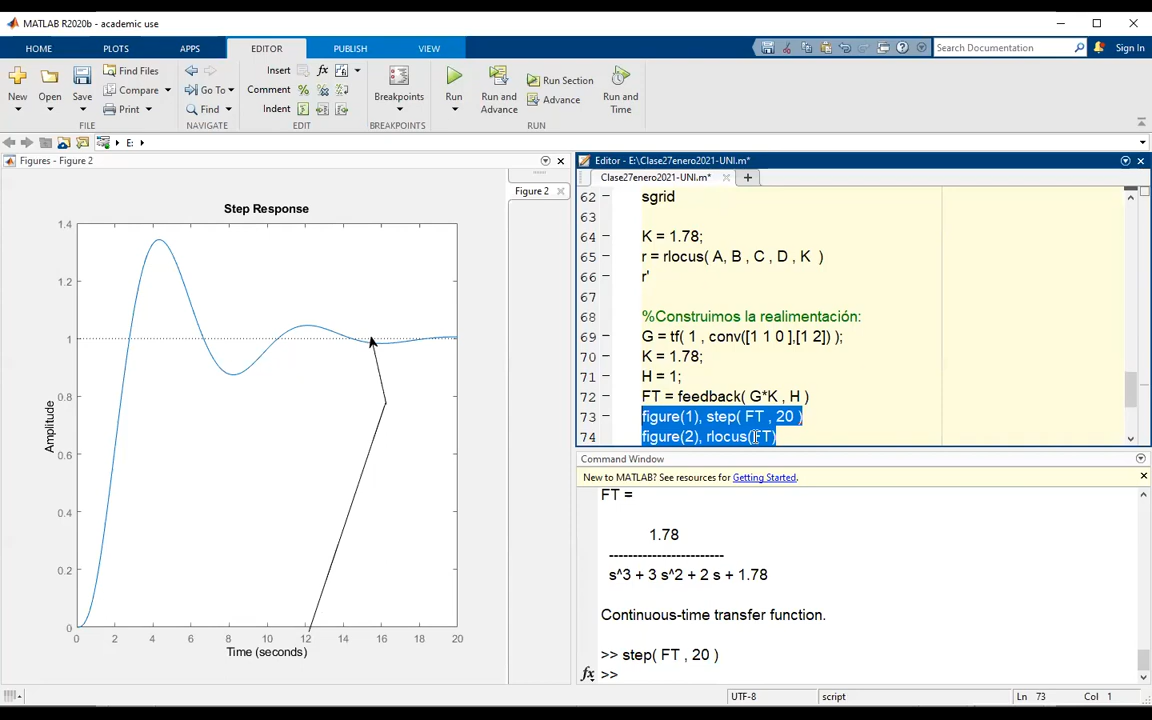 MATLAB R2020b - academic use
HOME PLOTS APPS EDITOR PUBLISH VIEW
Search Documentation
Sign In
New
Open
Save
Find Files
Compare
Print
FILE
Go To
Find
NAVIGATE
Insert
fx
Comment
Indent
EDIT
Breakpoints
BREAKPOINTS
Run
Run and
Advance
Run Section
Advance
Run and
Time
RUN
E:
Figures - Figure 2
Figure 2
Step Response
Amplitude
1.4
1.2
1
0.8
0.6
0.4
0.2
0
0 2 4 6 8 10 12 14 16 18 20
Time (seconds)
Editor - E:\Clase27enero2021-UNI.m*
Clase27enero2021-UNI.m*
62 sgrid
63
64 K = 1.78;
65 r = rlocus( A, B , C , D , K )
66 r'
67
68 %Construimos la realimentación:
69 G = tf( 1 , conv([1 1 0 ],[1 2]) );
70 K = 1.78;
71 H = 1;
72 FT = feedback( G*K , H )
73 figure(1), step( FT , 20 )
74 figure(2), rlocus(FT)
Command Window
New to MATLAB? See resources for Getting Started.
FT =
1.78
-----------------------
s^3 + 3 s^2 + 2 s + 1.78
Continuous-time transfer function.
>> step( FT , 20 )
fx >>
UTF-8 script Ln 73 Col 1